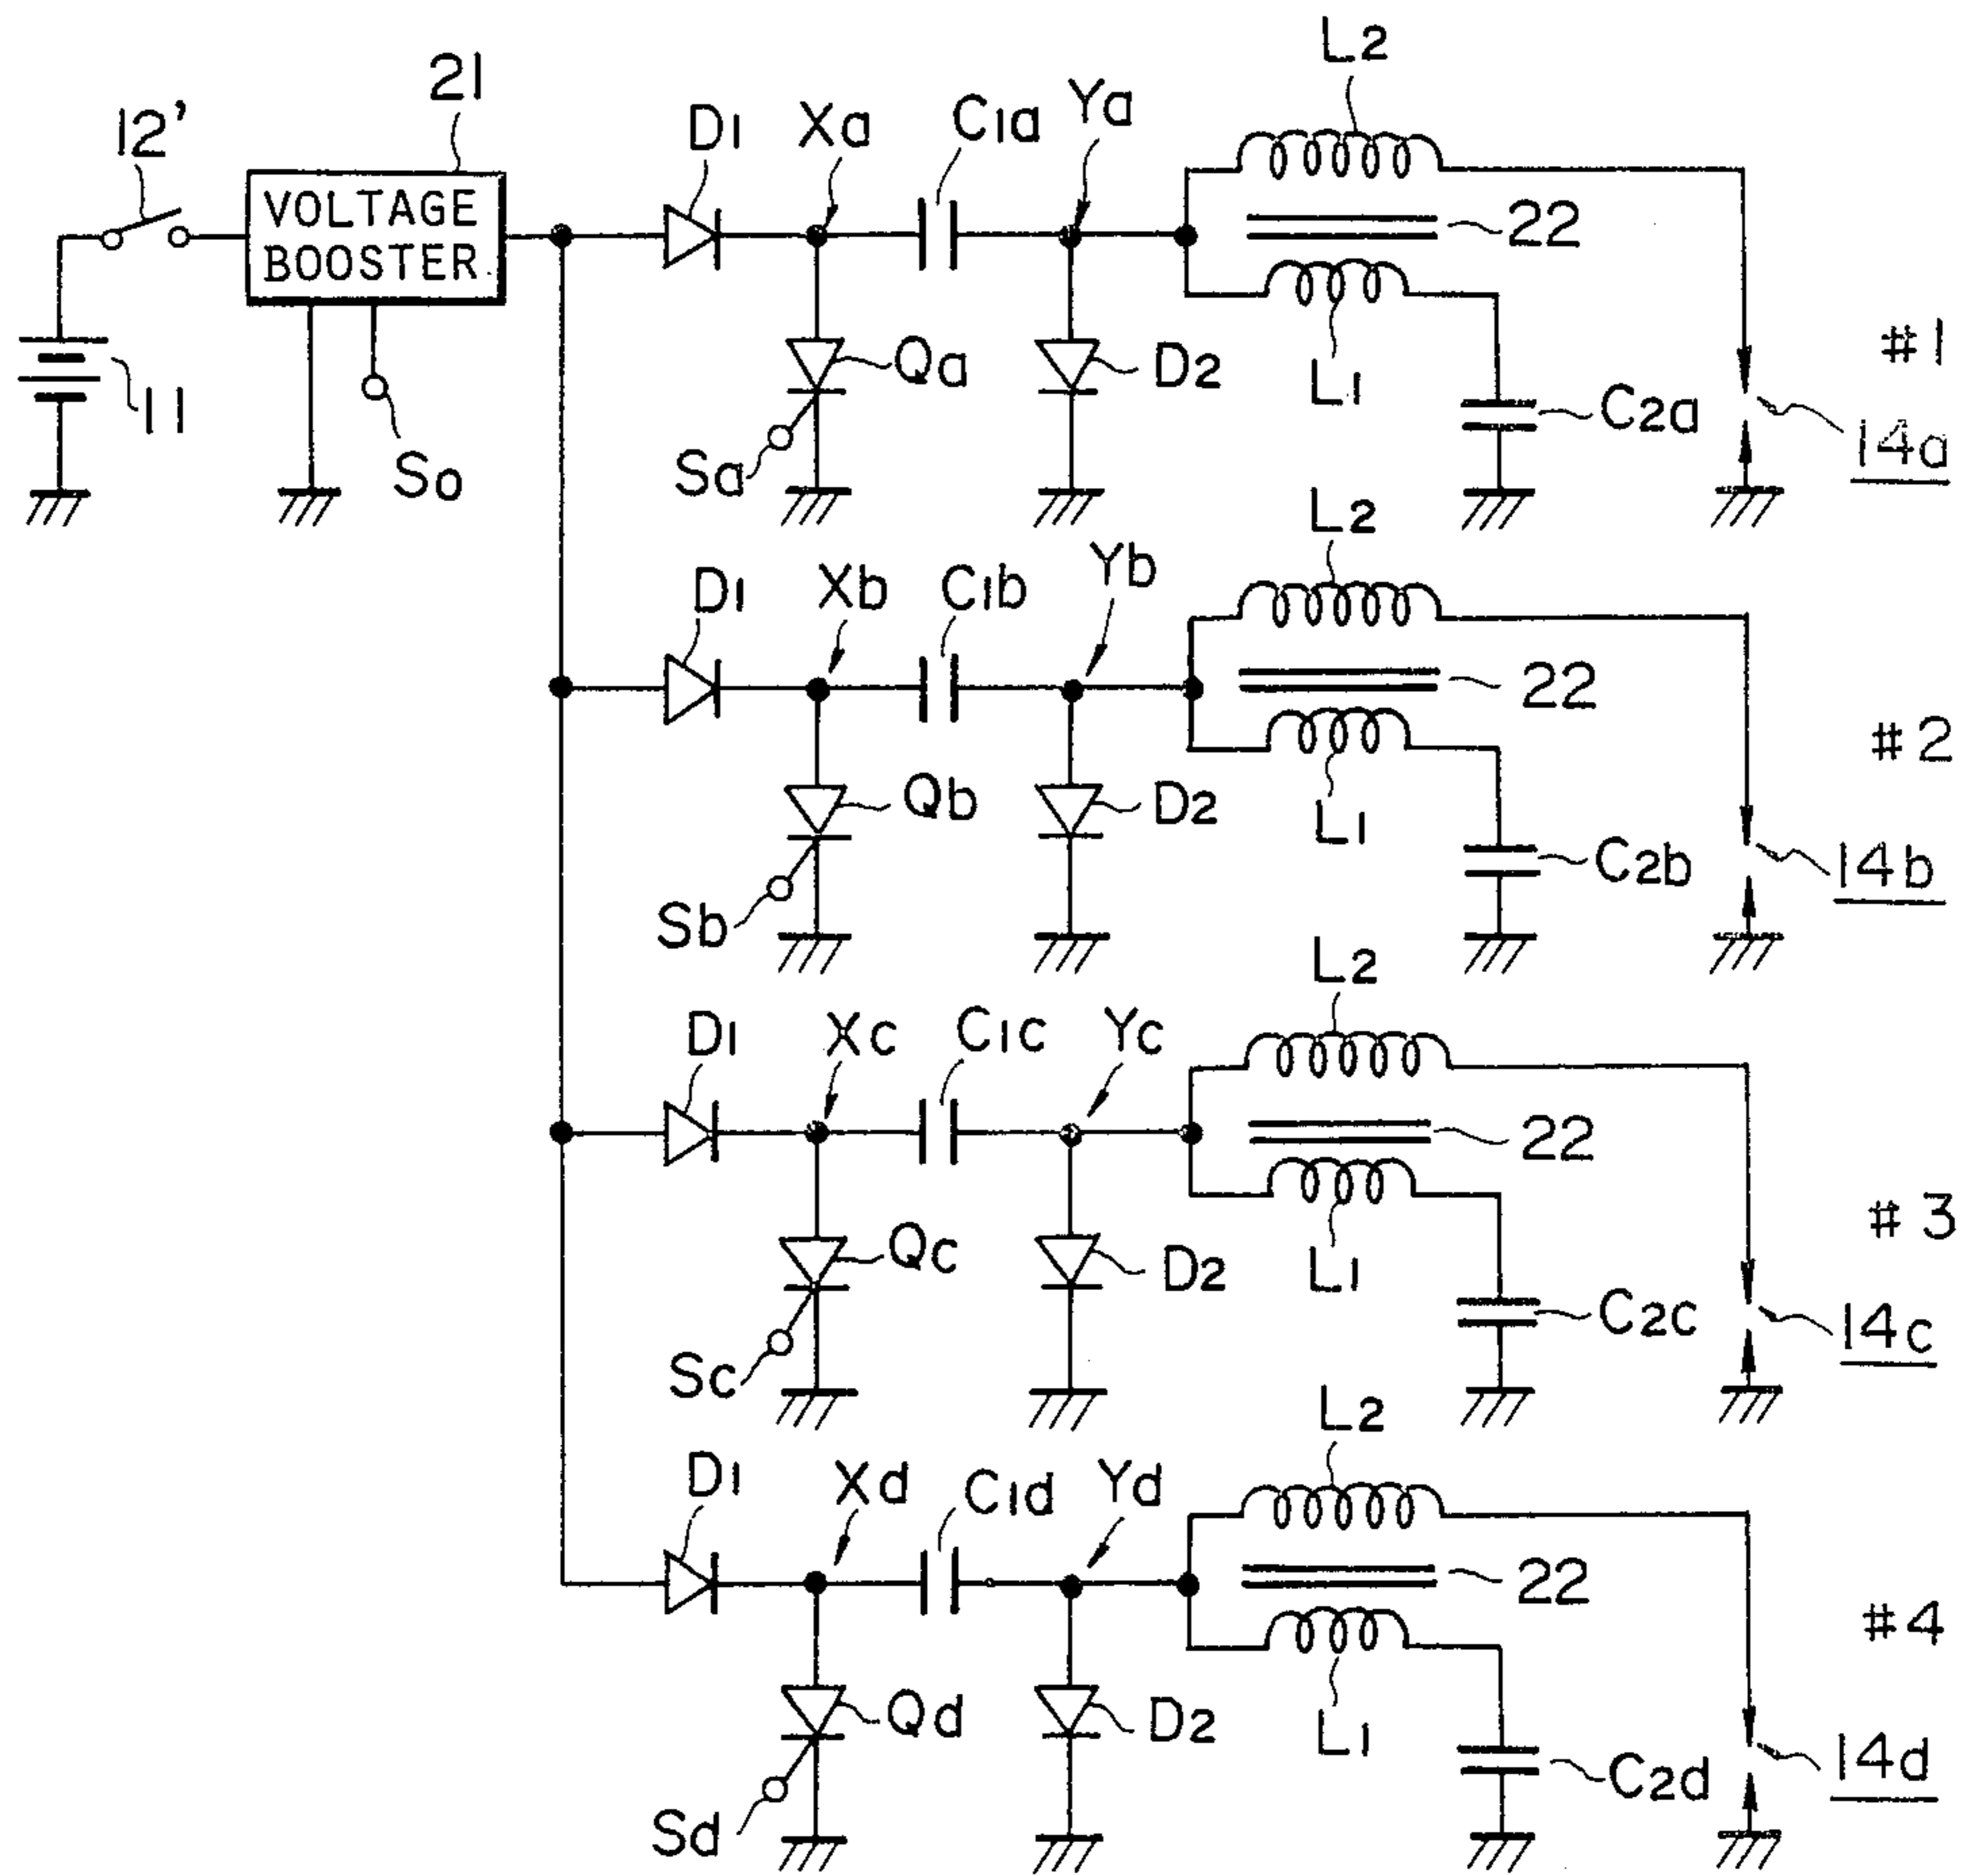 L2
21
12'
D1
Xa
C1a
Ya
VOLTAGE
BOOSTER
22
#1
Qa
D2
L1
C2a
11
14a
Sa
So
L2
D1
Xb
C1b
Yb
22
#2
Qb
D2
L1
C2b
14b
Sb
L2
D1
Xc
C1c
Yc
22
#3
Qc
D2
L1
C2c
14c
Sc
L2
D1
Xd
C1d
Yd
22
#4
Qd
D2
L1
C2d
14d
Sd